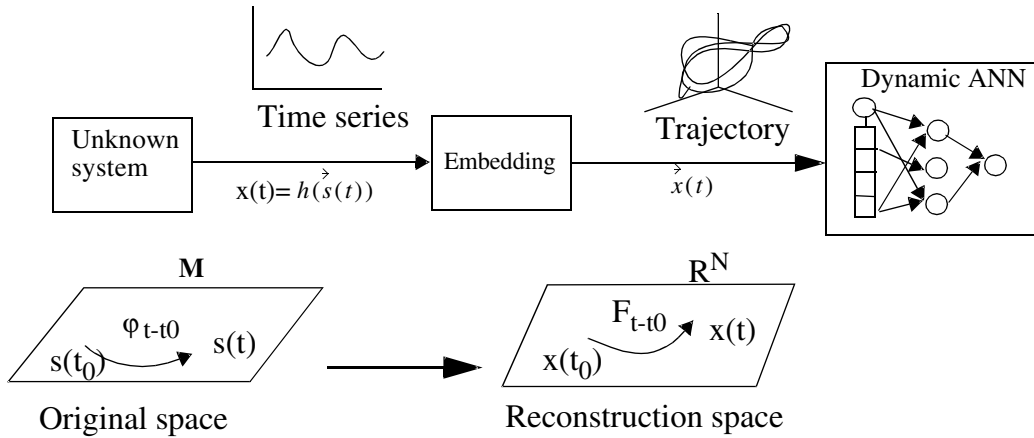 Dynamic ANN
Time series
Trajectory
Unknown
system
Embedding
x(t)= h(s⃗(t))
x⃗(t)
M
R^N
φ t-t0
F t-t0
s(t₀)
s(t)
x(t₀)
x(t)
Original space
Reconstruction space